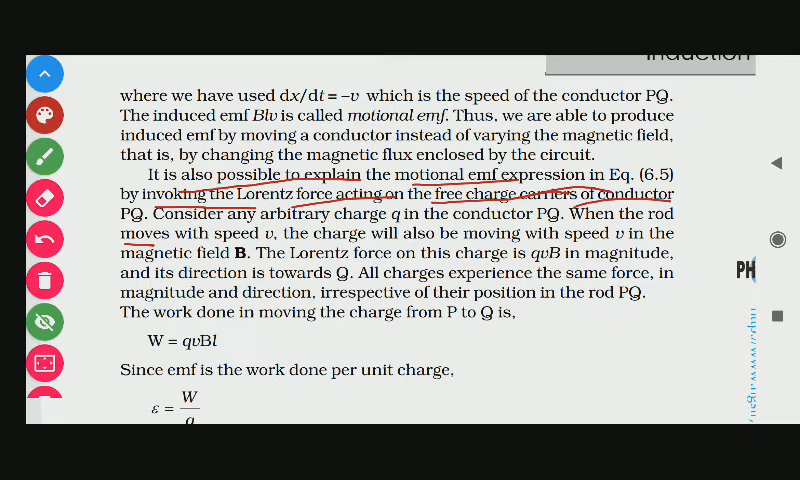 Induction
where we have used dx/dt = –v which is the speed of the conductor PQ.
The induced emf Blv is called motional emf. Thus, we are able to produce
induced emf by moving a conductor instead of varying the magnetic field,
that is, by changing the magnetic flux enclosed by the circuit.
It is also possible to explain the motional emf expression in Eq. (6.5)
by invoking the Lorentz force acting on the free charge carriers of conductor
PQ. Consider any arbitrary charge q in the conductor PQ. When the rod
moves with speed v, the charge will also be moving with speed v in the
magnetic field B. The Lorentz force on this charge is qvB in magnitude,
and its direction is towards Q. All charges experience the same force, in
magnitude and direction, irrespective of their position in the rod PQ.
The work done in moving the charge from P to Q is,
W = qvBl
Since emf is the work done per unit charge,
ε = W
q
PH